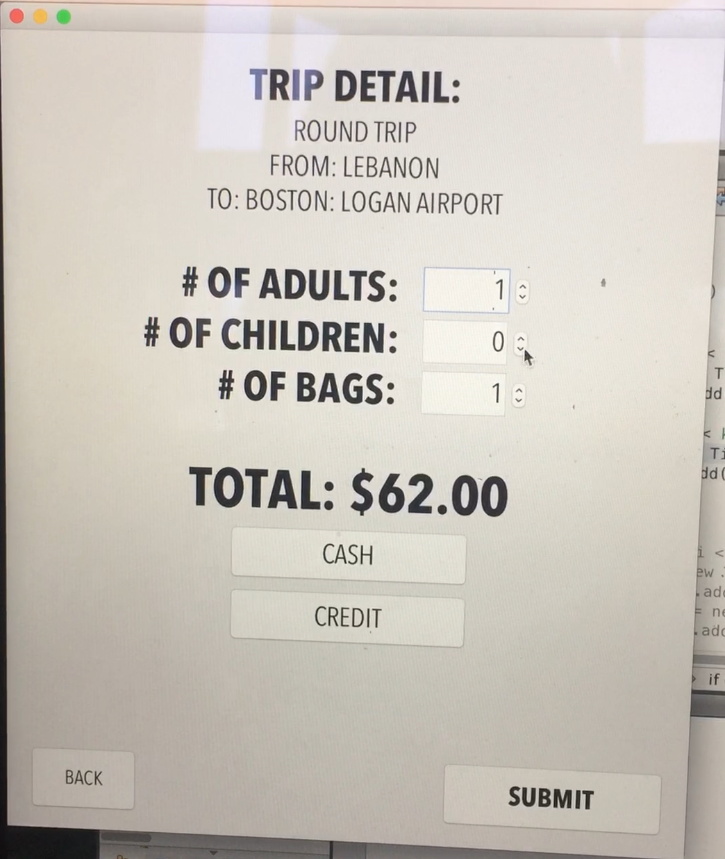 TRIP DETAIL:
ROUND TRIP
FROM: LEBANON
TO: BOSTON: LOGAN AIRPORT
# OF ADULTS: 1
# OF CHILDREN: 0
# OF BAGS: 1
TOTAL: $62.00
CASH
CREDIT
BACK
SUBMIT
if